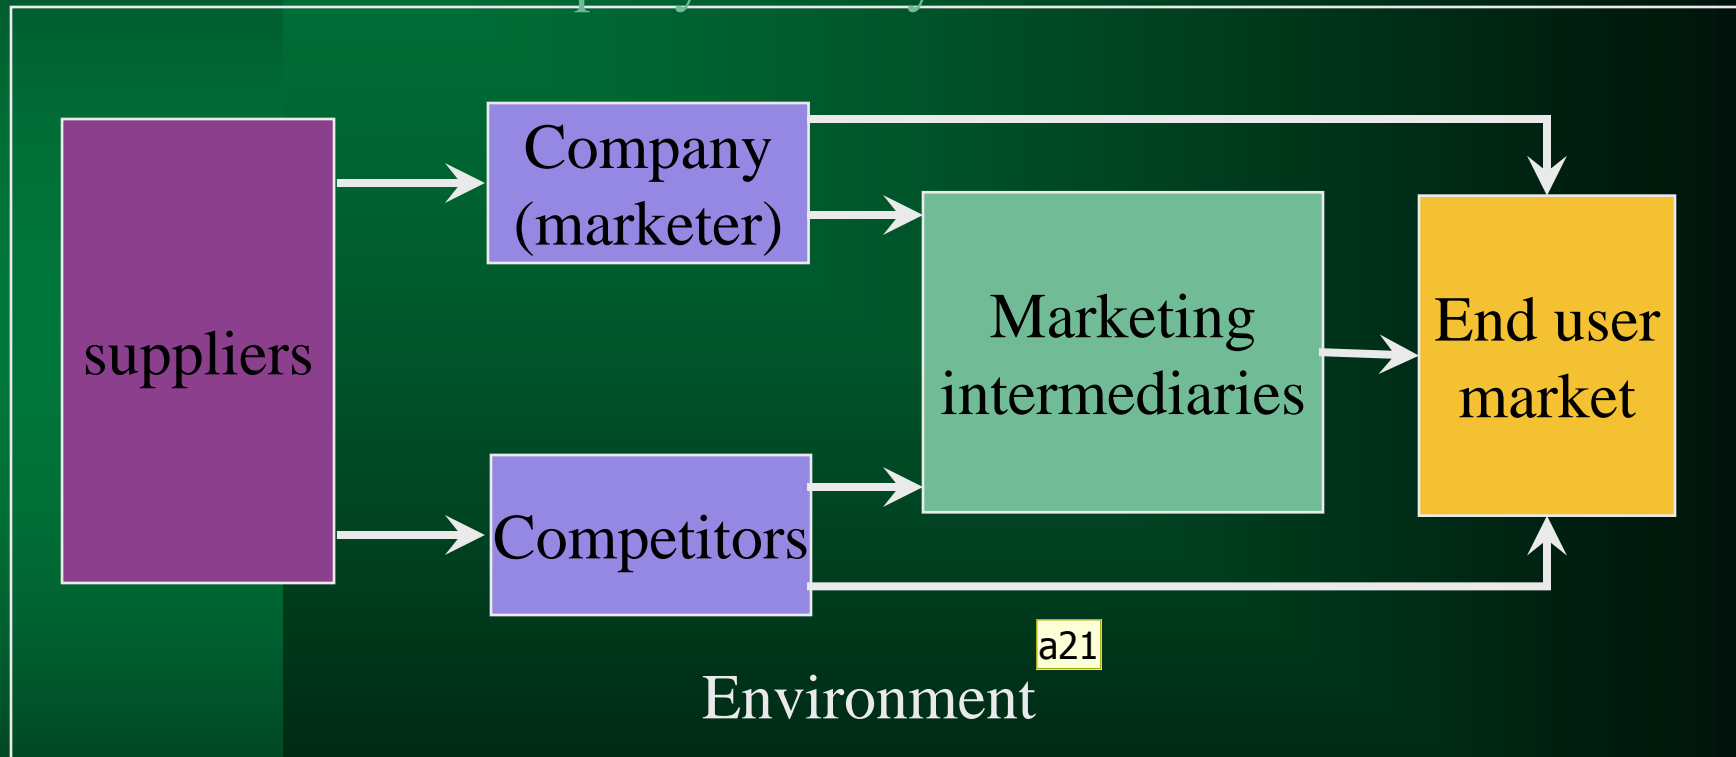 suppliers
Company
(marketer)
Competitors
Marketing
intermediaries
End user
market
a21
Environment